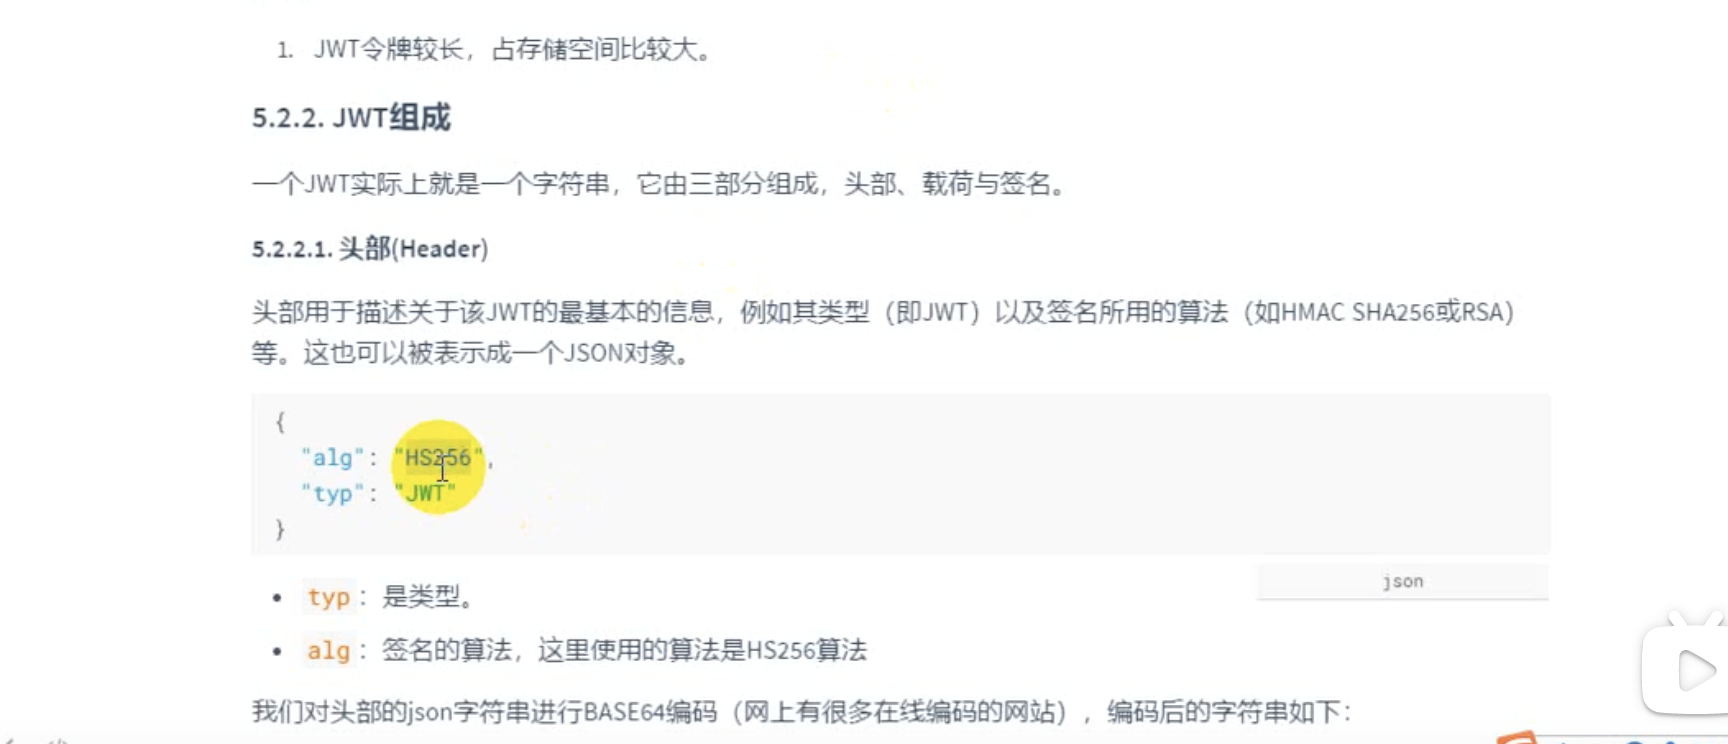 1. JWT令牌较长，占存储空间比较大。
5.2.2. JWT组成
一个JWT实际上就是一个字符串，它由三部分组成，头部、载荷与签名。
5.2.2.1. 头部(Header)
头部用于描述关于该JWT的最基本的信息，例如其类型（即JWT）以及签名所用的算法（如HMAC SHA256或RSA）
等。这也可以被表示成一个JSON对象。
{
"alg": "HS256",
"typ": "JWT"
}
json
• typ：是类型。
• alg：签名的算法，这里使用的算法是HS256算法
我们对头部的json字符串进行BASE64编码（网上有很多在线编码的网站），编码后的字符串如下：